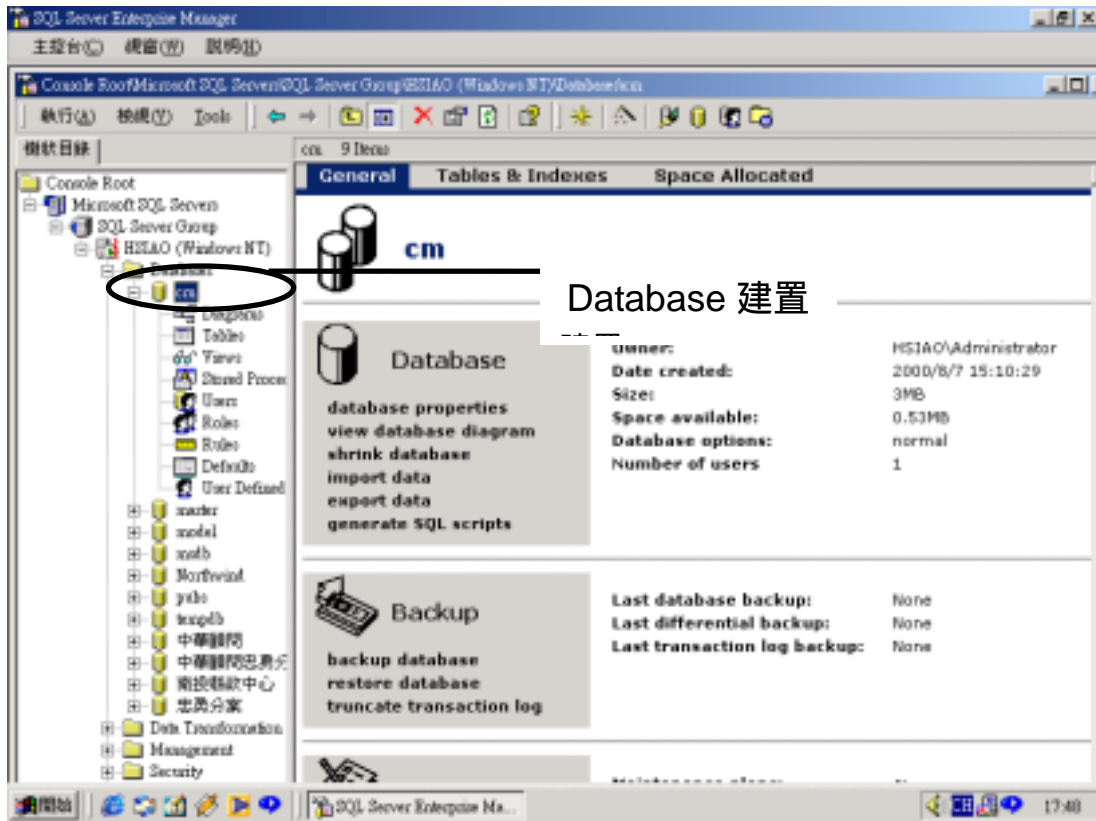 SQL Server Enterprise Manager
主控台(C) 視窗(W) 說明(H)
Console Root\Microsoft SQL Servers\SQL Server Group\HSIAO (Windows NT)\Databases\cm
執行(A) 檢視(V) Tools
樹狀目錄
cm 9 Items
Console Root
Microsoft SQL Servers
SQL Server Group
HSIAO (Windows NT)
Databases
cm
Diagrams
Tables
Views
Stored Proce
Users
Roles
Rules
Defaults
User Defined
master
model
msdb
Northwind
pubs
tempdb
中華顧問
中華顧問忠勇分
南投縣政中心
忠勇分案
Data Transformation
Management
Security
General Tables & Indexes Space Allocated
cm
Database 建置
Database
database properties
view database diagram
shrink database
import data
export data
generate SQL scripts
Owner: HSIAO\Administrator
Date created: 2000/8/7 15:10:29
Size: 3MB
Space available: 0.53MB
Database options: normal
Number of users 1
Backup
backup database
restore database
truncate transaction log
Last database backup: None
Last differential backup: None
Last transaction log backup: None
開始 SQL Server Enterprise Ma... CH 17:48